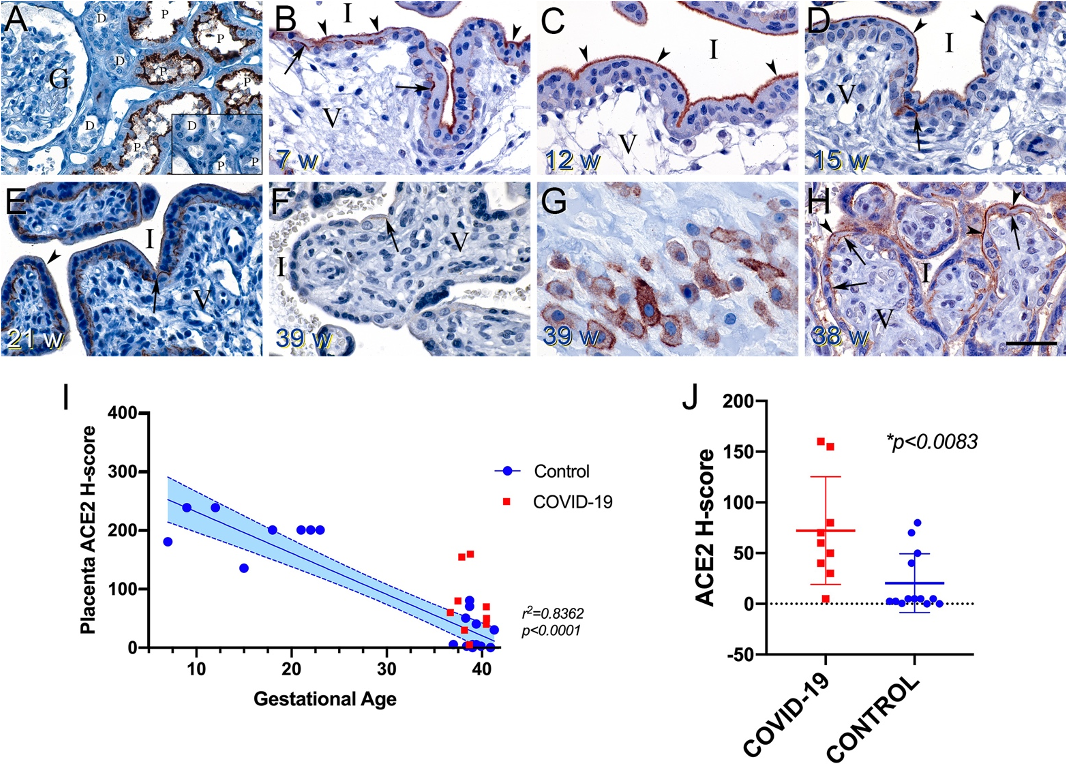 A
G
D
D
D
D
P
P
P
P
P
P
P
B
I
V
7 w
C
I
V
12 w
D
I
V
15 w
E
I
V
21 w
F
I
V
39 w
G
39 w
H
I
V
38 w
I
Placenta ACE2 H-score
400
300
200
100
0
10
20
30
40
Gestational Age
Control
COVID-19
r²=0.8362
p<0.0001
J
ACE2 H-score
200
150
100
50
0
-50
*p<0.0083
COVID-19
CONTROL